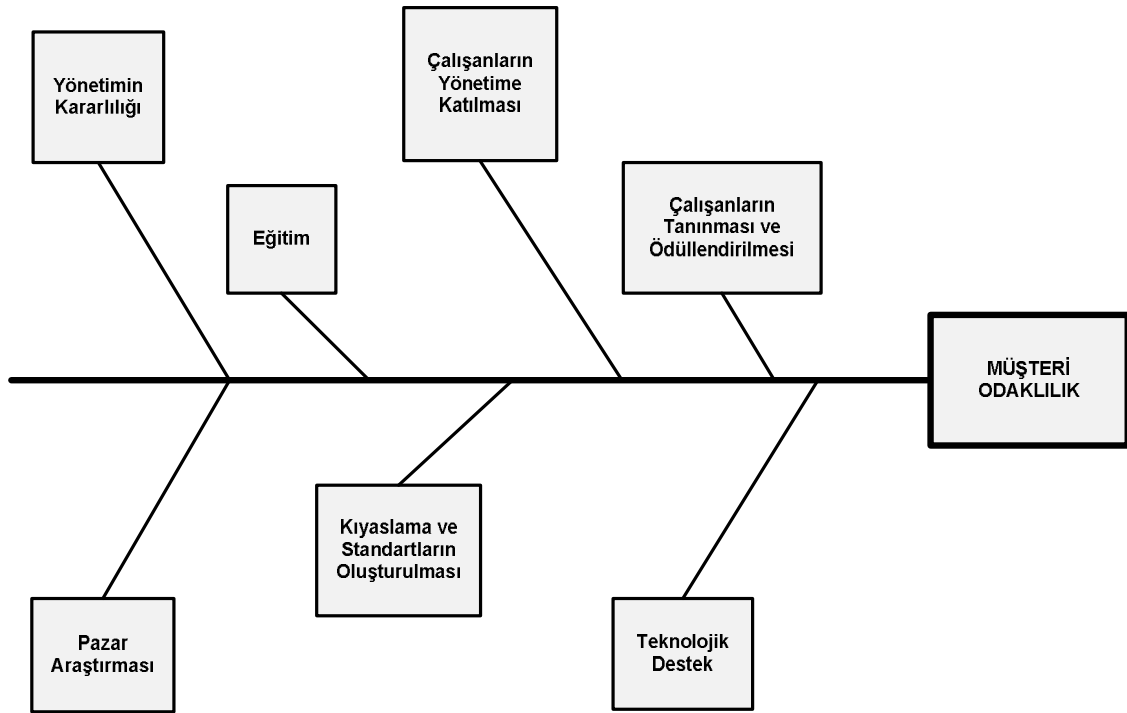 Yönetimin
Kararlılığı
Çalışanların
Yönetime
Katılması
Eğitim
Çalışanların
Tanınması ve
Ödüllendirilmesi
MÜŞTERİ
ODAKLILIK
Kıyaslama ve
Standartların
Oluşturulması
Pazar
Araştırması
Teknolojik
Destek